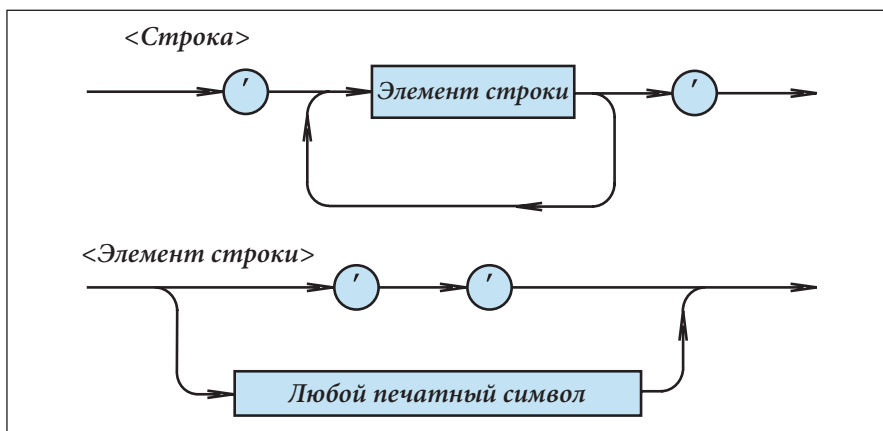 <Строка>
′ Элемент строки ′
<Элемент строки>
′ ′
Любой печатный символ